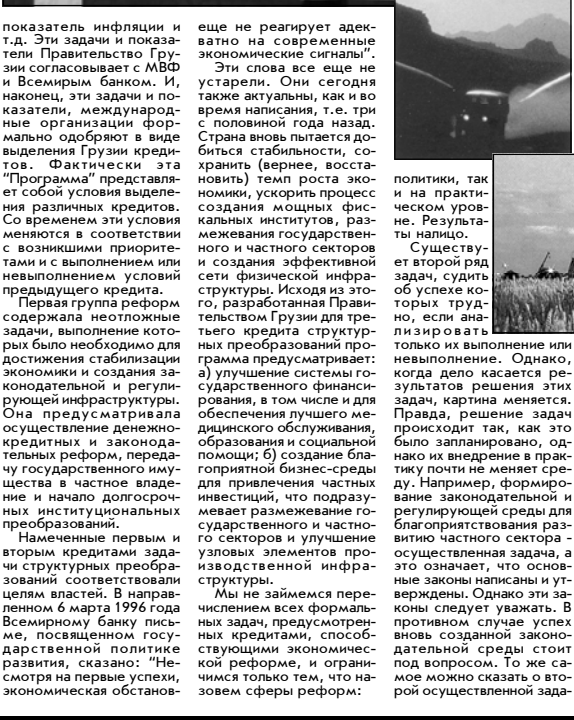 показатель инфляции и
т.д. Эти задачи и показа-
тели Правительство Гру-
зии согласовывает с МВФ
и Всемирым банком. И,
наконец, эти задачи и по-
казатели, международ-
ные организации фор-
мально одобряют в виде
выделения Грузии креди-
тов. Фактически эта
"Программа" представля-
ет собой условия выделе-
ния различных кредитов.
Со временем эти условия
меняются в соответствии
с возникшими приорите-
тами и с выполнением или
невыполнением условий
предыдущего кредита.
Первая группа реформ
содержала неотложные
задачи, выполнение кото-
рых было необходимо для
достижения стабилизации
экономики и создания за-
конодательной и регули-
рующей инфраструктуры.
Она предусматривала
осуществление денежно-
кредитных и законода-
тельных реформ, переда-
чу государственного иму-
щества в частное владе-
ние и начало долгосроч-
ных институциональных
преобразований.
Намеченные первым и
вторым кредитами зада-
чи структурных преобра-
зований соответствовали
целям властей. В направ-
ленном 6 марта 1996 года
Всемирному банку пись-
ме, посвященном госу-
дарственной политике
развития, сказано: "Не-
смотря на первые успехи,
экономическая обстанов-
еще не реагирует адек-
ватно на современные
экономические сигналы".
Эти слова все еще не
устарели. Они сегодня
также актуальны, как и во
время написания, т.е. три
с половиной года назад.
Страна вновь пытается до-
биться стабильности, со-
хранить (вернее, восста-
новить) темп роста эко-
номики, ускорить процесс
создания мощных фис-
кальных институтов, раз-
межевания государствен-
ного и частного секторов
и создания эффективной
сети физической инфра-
структуры. Исходя из это-
го, разработанная Прави-
тельством Грузии для тре-
тьего кредита структур-
ных преобразований про-
грамма предусматривает:
а) улучшение системы го-
сударственного финанси-
рования, в том числе и для
обеспечения лучшего ме-
дицинского обслуживания,
образования и социальной
помощи; б) создание бла-
гоприятной бизнес-среды
для привлечения частных
инвестиций, что подразу-
мевает размежевание го-
сударственного и частно-
го секторов и улучшение
узловых элементов про-
изводственной инфра-
структуры.
Мы не займемся пере-
числением всех формаль-
ных задач, предусмотрен-
ных кредитами, способ-
ствующими экономичес-
кой реформе, и ограни-
чимся только тем, что на-
зовем сферы реформ:
политики, так
и на практи-
ческом уров-
не. Результа-
ты налицо.
Существу-
ет второй ряд
задач, судить
об успехе ко-
торых труд-
но, если ана-
лизировать
только их выполнение или
невыполнение. Однако,
когда дело касается ре-
зультатов решения этих
задач, картина меняется.
Правда, решение задач
происходит так, как это
было запланировано, од-
нако их внедрение в прак-
тику почти не меняет сре-
ду. Например, формиро-
вание законодательной и
регулирующей среды для
благоприятствования раз-
витию частного сектора -
осуществленная задача, а
это означает, что основ-
ные законы написаны и ут-
верждены. Однако эти за-
коны следует уважать. В
противном случае успех
вновь созданной законо-
дательной среды стоит
под вопросом. То же са-
мое можно сказать о вто-
рой осуществленной зада-